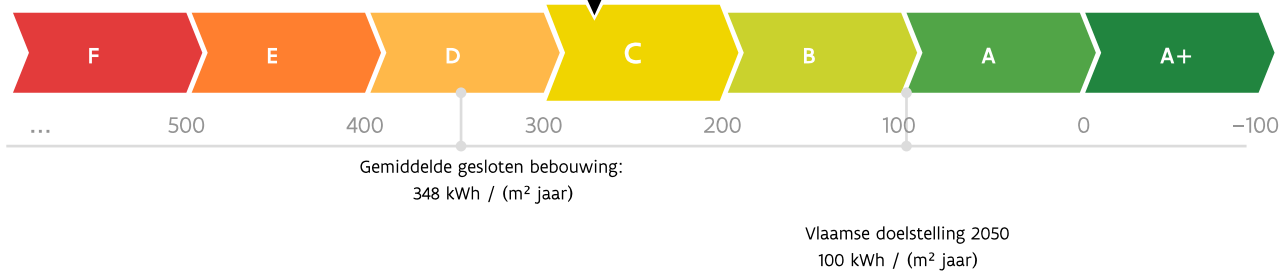 F E D C B A A+
... 500 400 300 200 100 0 −100
Gemiddelde gesloten bebouwing:
348 kWh / (m² jaar)
Vlaamse doelstelling 2050
100 kWh / (m² jaar)